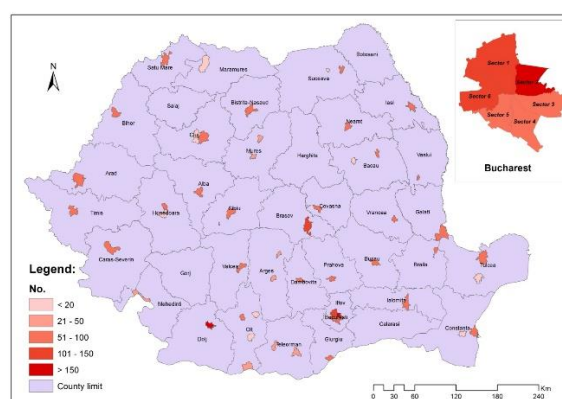 Botosani
Satu Mare
Maramures
Suceava
Salaj
Bistrita-Nasaud
Iasi
Bihor
Neamt
Cluj
Mures
Harghita
Bacau
Vaslui
Arad
Alba
Timis
Hunedoara
Sibiu
Brasov
Covasna
Vrancea
Galati
Caras-Severin
Gorj
Valcea
Arges
Prahova
Buzau
Braila
Tulcea
Dambovita
Mehedinti
Ilfov
Ialomita
Dolj
Olt
Teleorman
Giurgiu
Calarasi
Constanta
N
Sector 1
Sector 6
Sector 3
Sector 5
Sector 4
Bucharest
Legend:
No.
< 20
21 - 50
51 - 100
101 - 150
> 150
County limit
0 30 60 120 180 240
KM